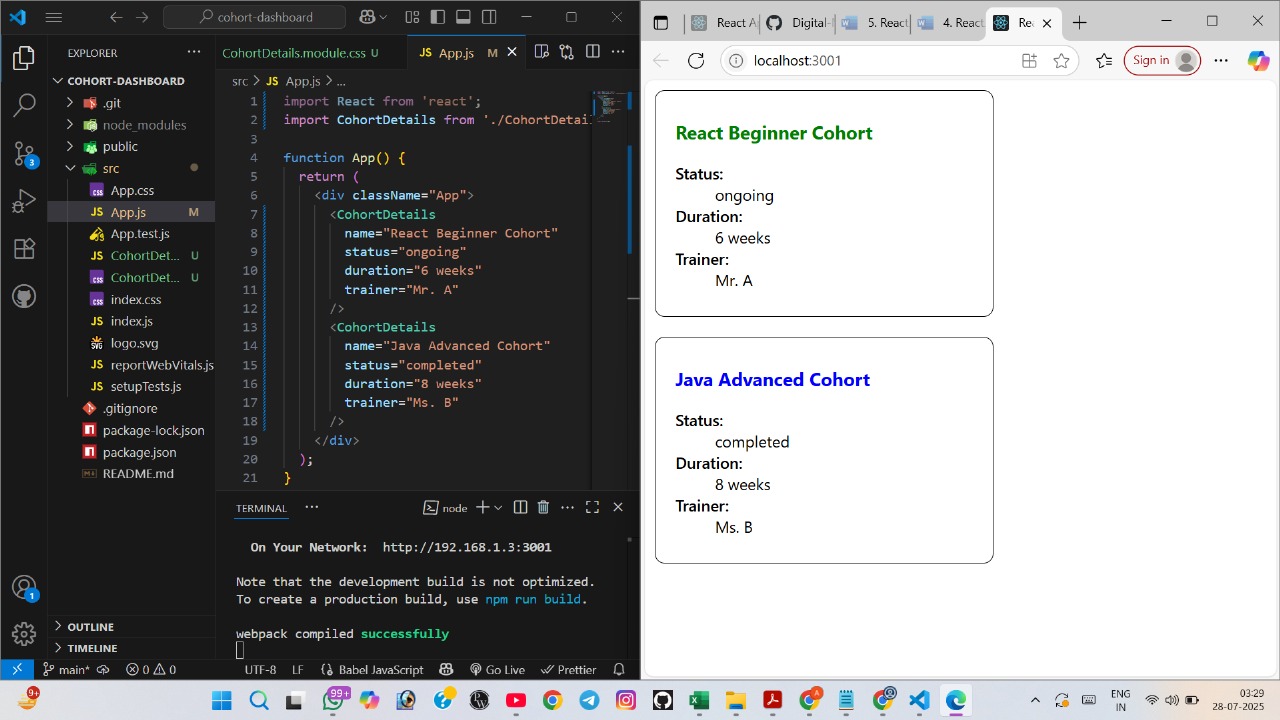 cohort-dashboard
EXPLORER
COHORT-DASHBOARD
.git
node_modules
public
src
App.css
App.js M
App.test.js
CohortDet... U
CohortDet... U
index.css
index.js
logo.svg
reportWebVitals.js
setupTests.js
.gitignore
package-lock.json
package.json
README.md
OUTLINE
TIMELINE
3
1
CohortDetails.module.css U
App.js M
src > App.js > ...
1 import React from 'react';
2 import CohortDetails from './CohortDetai
3
4 function App() {
5 return (
6 <div className="App">
7 <CohortDetails
8 name="React Beginner Cohort"
9 status="ongoing"
10 duration="6 weeks"
11 trainer="Mr. A"
12 />
13 <CohortDetails
14 name="Java Advanced Cohort"
15 status="completed"
16 duration="8 weeks"
17 trainer="Ms. B"
18 />
19 </div>
20 );
21 }
TERMINAL
node
On Your Network: http://192.168.1.3:3001
Note that the development build is not optimized.
To create a production build, use npm run build.
webpack compiled successfully
main* 0 0 UTF-8 LF Babel JavaScript Go Live Prettier
React Ap
Digital-
5. React
4. React
Rea
localhost:3001
Sign in
React Beginner Cohort
Status:
ongoing
Duration:
6 weeks
Trainer:
Mr. A
Java Advanced Cohort
Status:
completed
Duration:
8 weeks
Trainer:
Ms. B
9+
99+
ENG
IN
03:29
28-07-2025